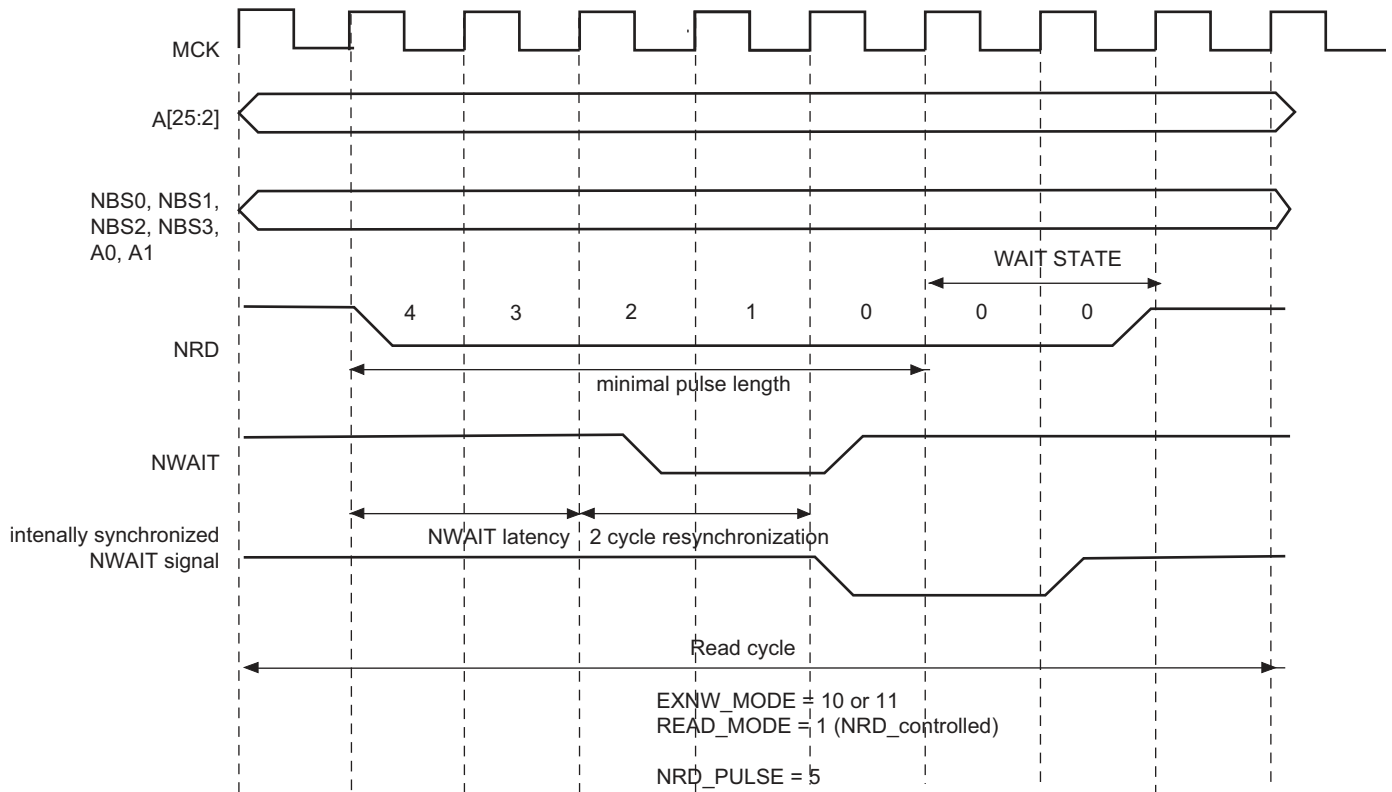 MCK
A[25:2]
NBS0, NBS1,
NBS2, NBS3,
A0, A1
WAIT STATE
4 3 2 1 0 0 0
NRD
minimal pulse length
NWAIT
intenally synchronized
NWAIT signal
NWAIT latency 2 cycle resynchronization
Read cycle
EXNW_MODE = 10 or 11
READ_MODE = 1 (NRD_controlled)
NRD_PULSE = 5